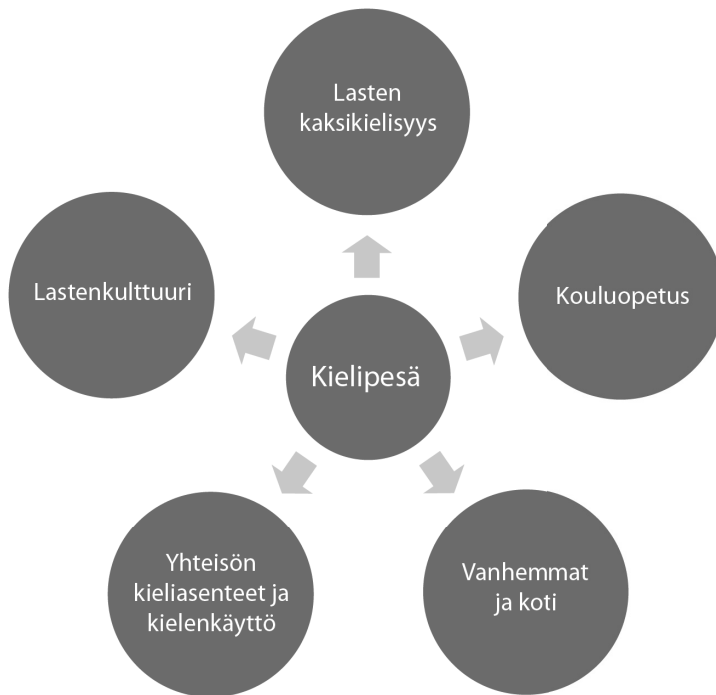 Lasten
kaksikielisyys
Lastenkulttuuri
Kouluopetus
Kielipesä
Yhteisön
kieliasenteet ja
kielenkäyttö
Vanhemmat
ja koti